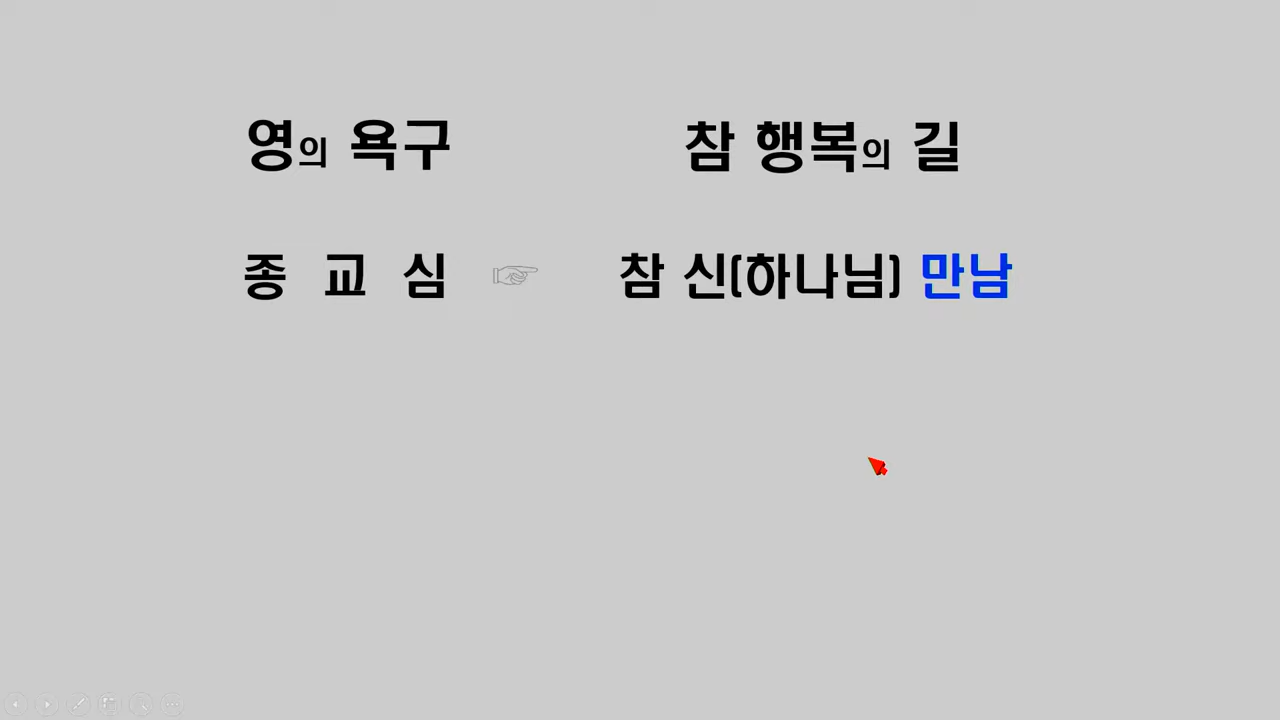 영의 욕구 참 행복의 길
종 교 심 ☞ 참 신(하나님) 만남